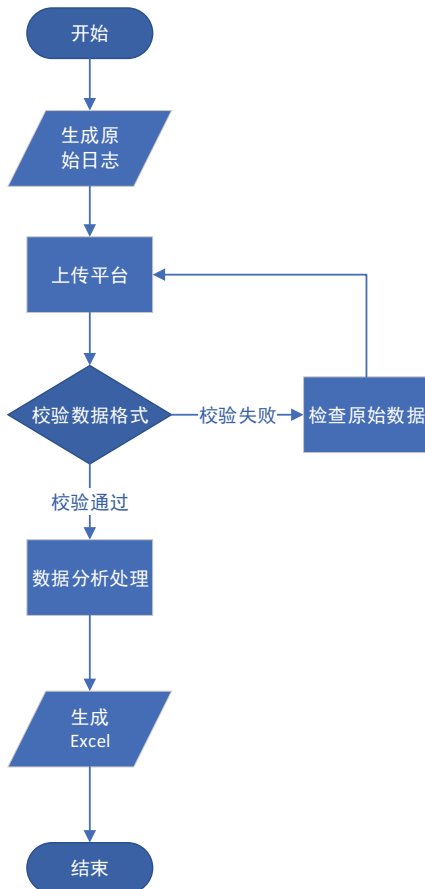 开始
生成原
始日志
上传平台
校验数据格式
校验失败
检查原始数据
校验通过
数据分析处理
生成
Excel
结束